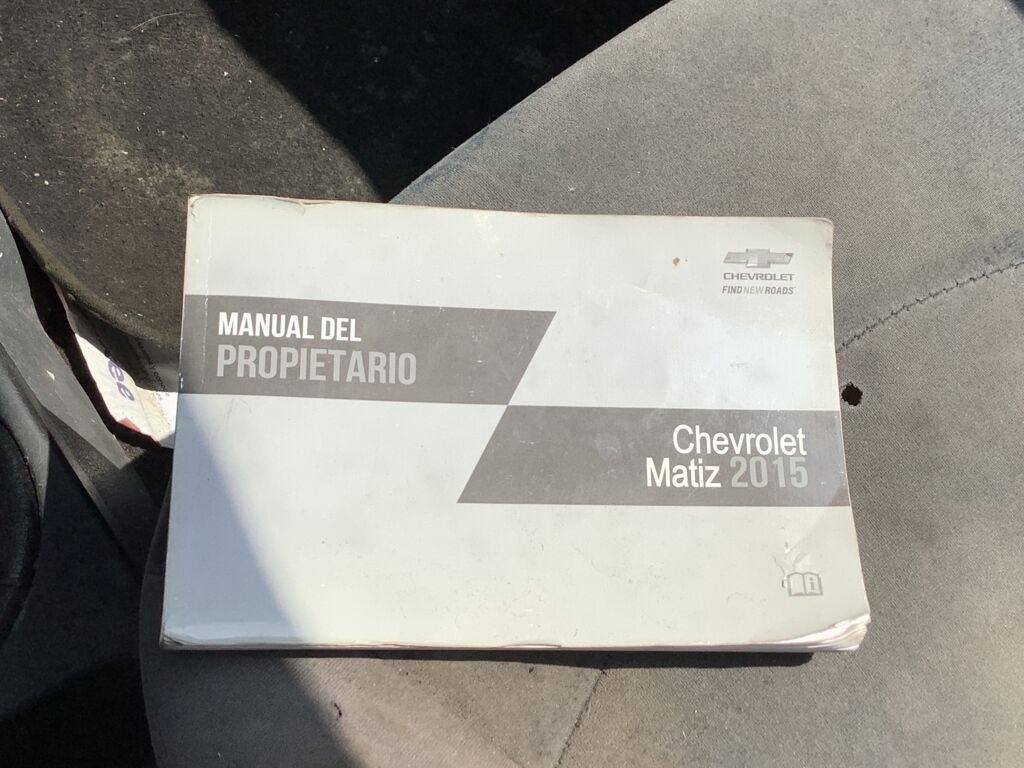 CHEVROLET
FIND NEW ROADS
MANUAL DEL
PROPIETARIO
Chevrolet
Matiz 2015